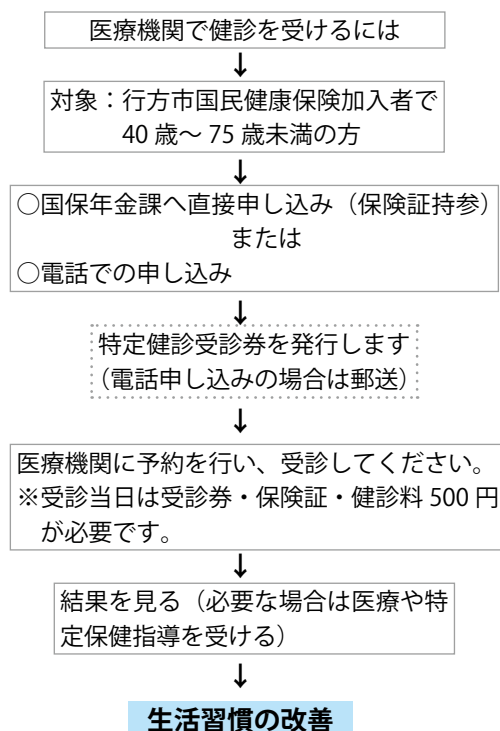 医療機関で健診を受けるには
↓
対象：行方市国民健康保険加入者で
40歳～75歳未満の方
↓
○国保年金課へ直接申し込み（保険証持参）
または
○電話での申し込み
↓
特定健診受診券を発行します
（電話申し込みの場合は郵送）
↓
医療機関に予約を行い、受診してください。
※受診当日は受診券・保険証・健診料500円
が必要です。
↓
結果を見る（必要な場合は医療や特
定保健指導を受ける）
↓
生活習慣の改善